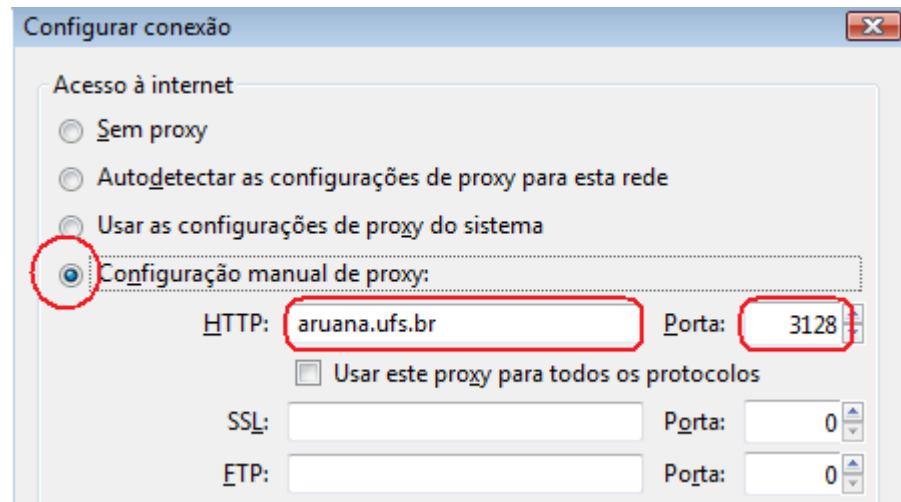 Configurar conexão
Acesso à internet
Sem proxy
Autodetectar as configurações de proxy para esta rede
Usar as configurações de proxy do sistema
Configuração manual de proxy:
HTTP: aruana.ufs.br Porta: 3128
Usar este proxy para todos os protocolos
SSL: Porta: 0
FTP: Porta: 0